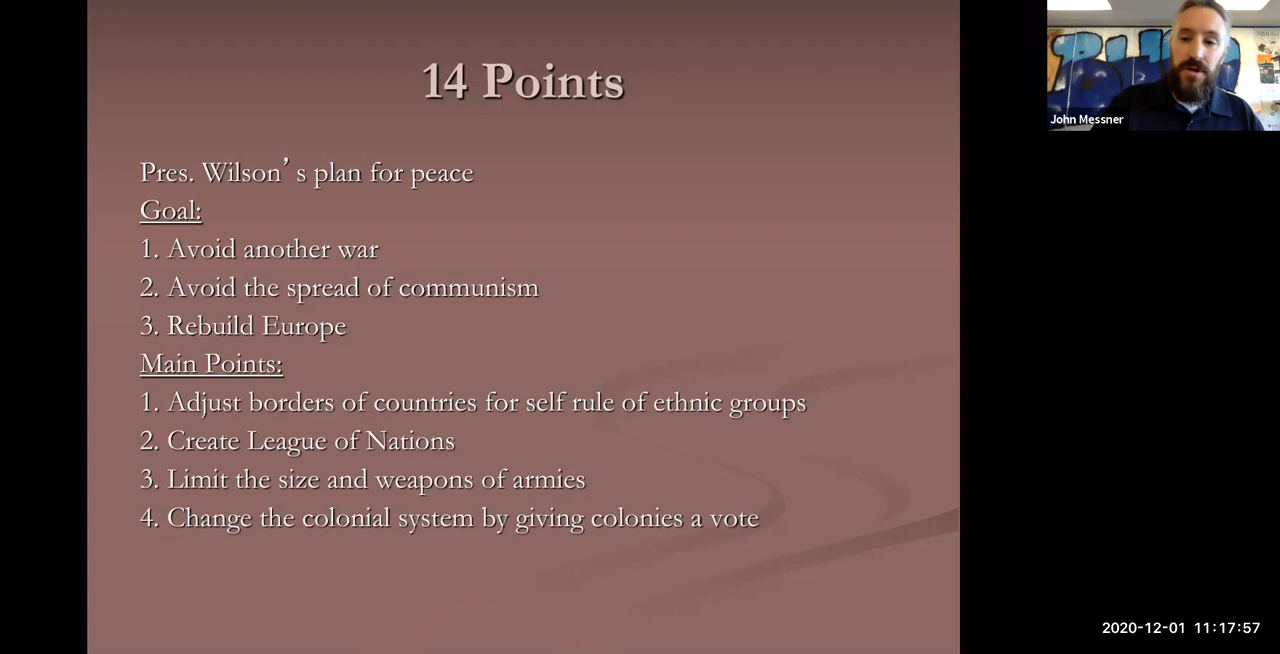 14 Points
Pres. Wilson’s plan for peace
Goal:
1. Avoid another war
2. Avoid the spread of communism
3. Rebuild Europe
Main Points:
1. Adjust borders of countries for self rule of ethnic groups
2. Create League of Nations
3. Limit the size and weapons of armies
4. Change the colonial system by giving colonies a vote
John Messner
2020-12-01 11:17:57